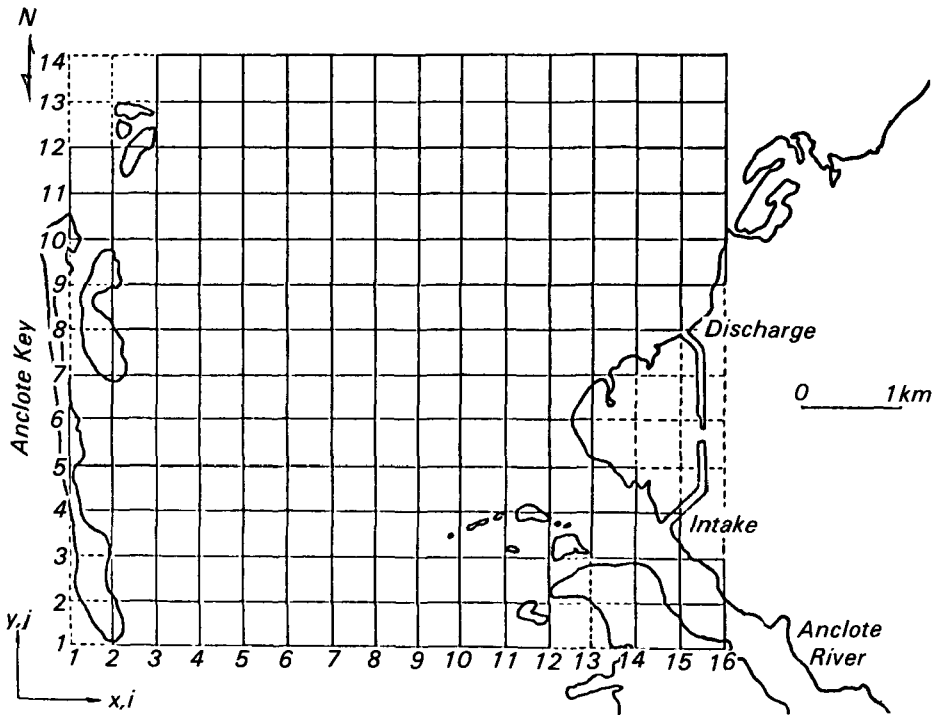 N
14
13
12
11
10
9
8
7
6
5
4
3
2
1
Anclote Key
Discharge
0 1km
Intake
Anclote
River
y,j
1 2 3 4 5 6 7 8 9 10 11 12 13 14 15 16
x,i